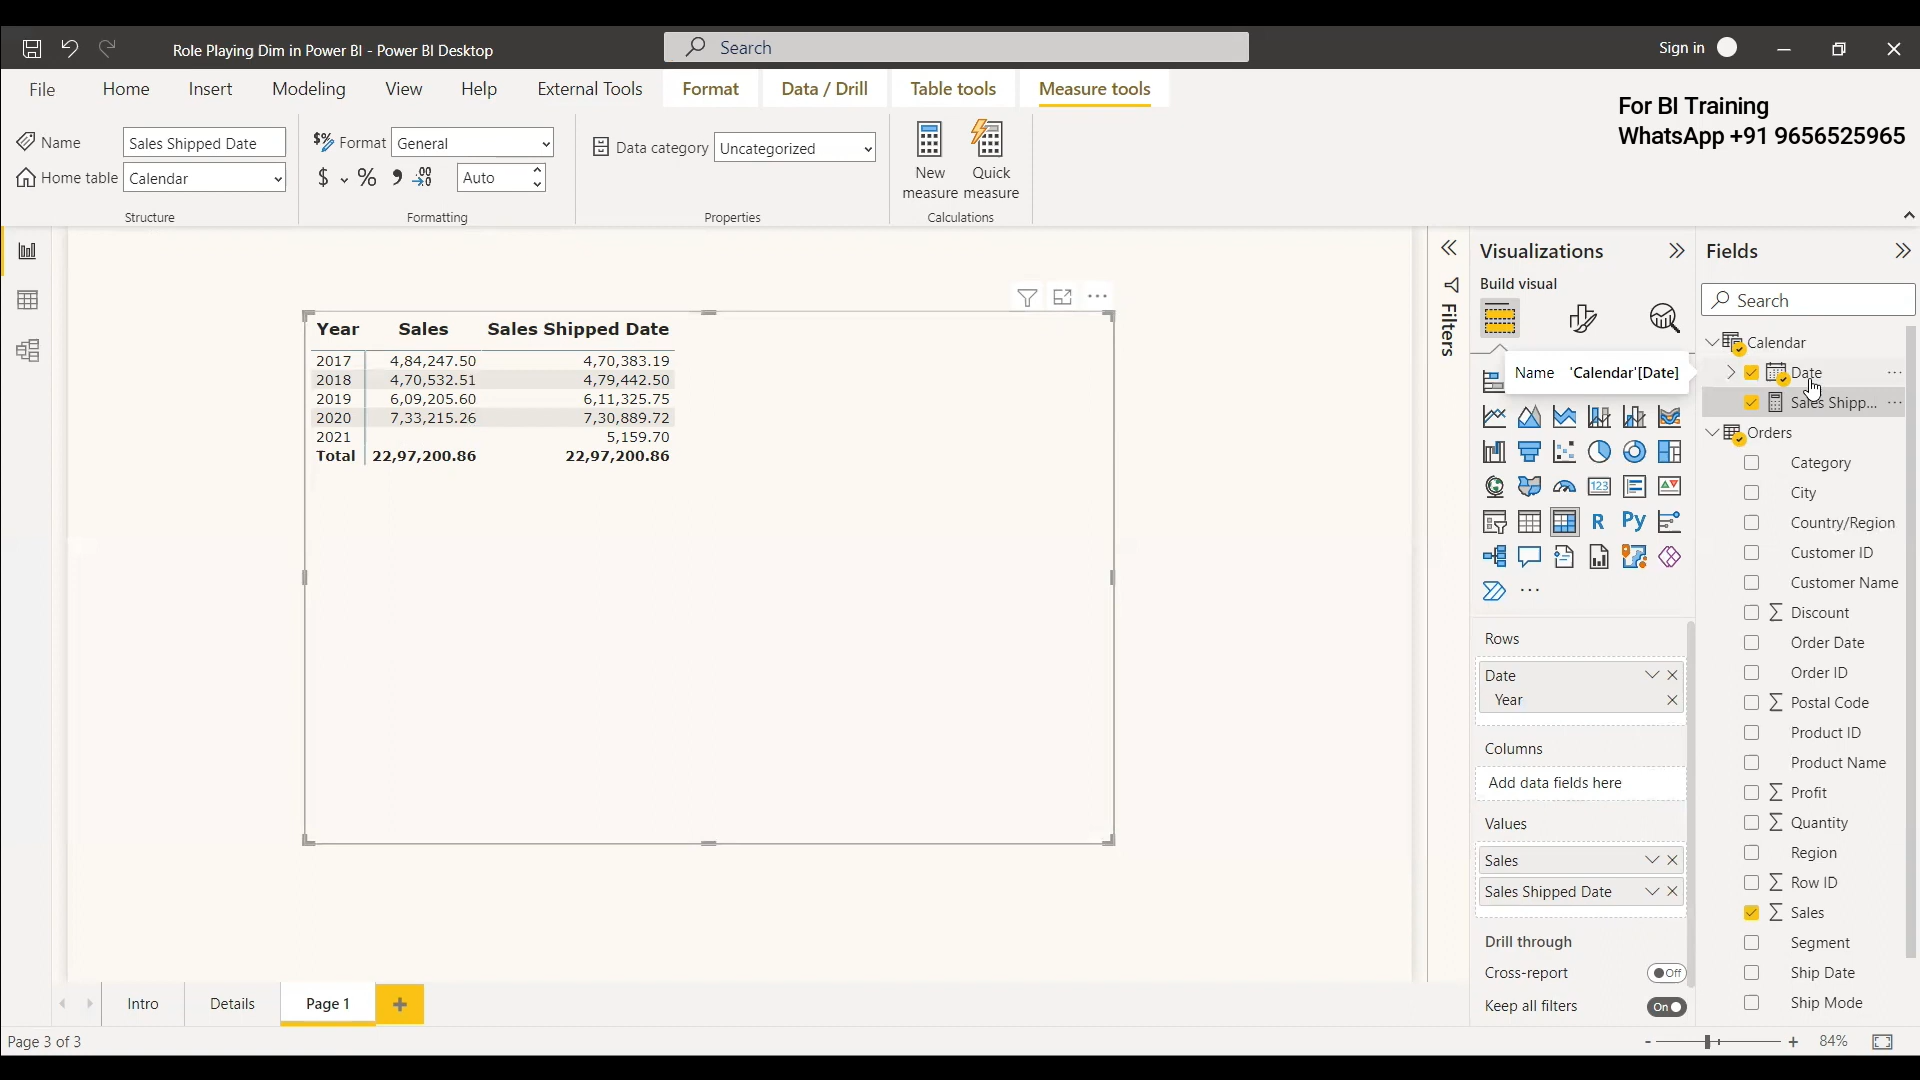 Role Playing Dim in Power BI - Power BI Desktop
Search
Sign in
File Home Insert Modeling View Help External Tools Format Data / Drill Table tools Measure tools
For BI Training
WhatsApp +91 9656525965
Name Sales Shipped Date
Home table Calendar
Structure
$% Format General
$ % Auto
Formatting
Data category Uncategorized
Properties
New measure
Quick measure
Calculations
Year Sales Sales Shipped Date
2017 4,84,247.50 4,70,383.19
2018 4,70,532.51 4,79,442.50
2019 6,09,205.60 6,11,325.75
2020 7,33,215.26 7,30,889.72
2021 5,159.70
Total 22,97,200.86 22,97,200.86
Filters
Visualizations
Build visual
Name 'Calendar'[Date]
123
R
Py
Rows
Date
Year
Columns
Add data fields here
Values
Sales
Sales Shipped Date
Drill through
Cross-report Off
Keep all filters On
Fields
Search
Calendar
Date
Sales Shipp...
Orders
Category
City
Country/Region
Customer ID
Customer Name
Discount
Order Date
Order ID
Postal Code
Product ID
Product Name
Profit
Quantity
Region
Row ID
Sales
Segment
Ship Date
Ship Mode
Intro Details Page 1 +
Page 3 of 3
- + 84%